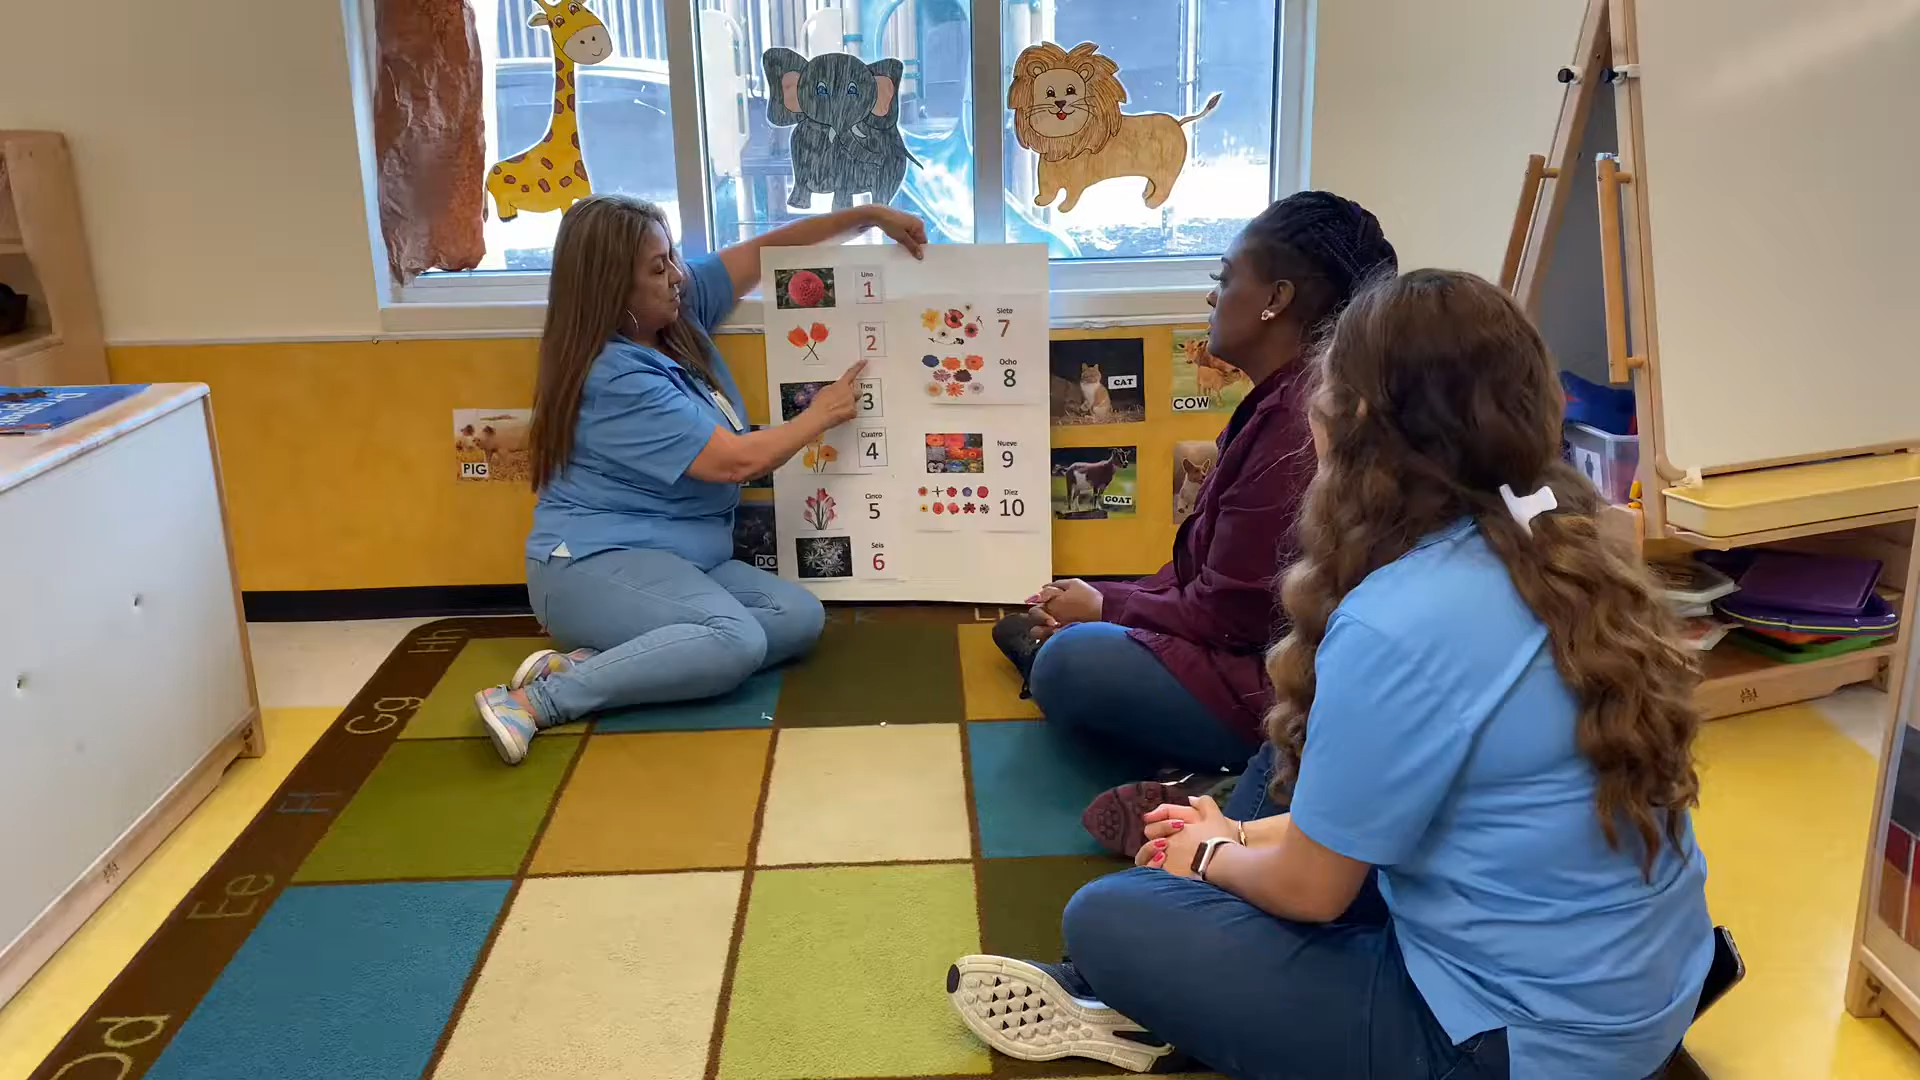 Uno
1
Dos
2
Tres
3
Cuatro
4
Cinco
5
Seis
6
Siete
7
Ocho
8
Nueve
9
Diez
10
PIG
CAT
COW
GOAT
DO
Hh
Gg
Ee
Dd